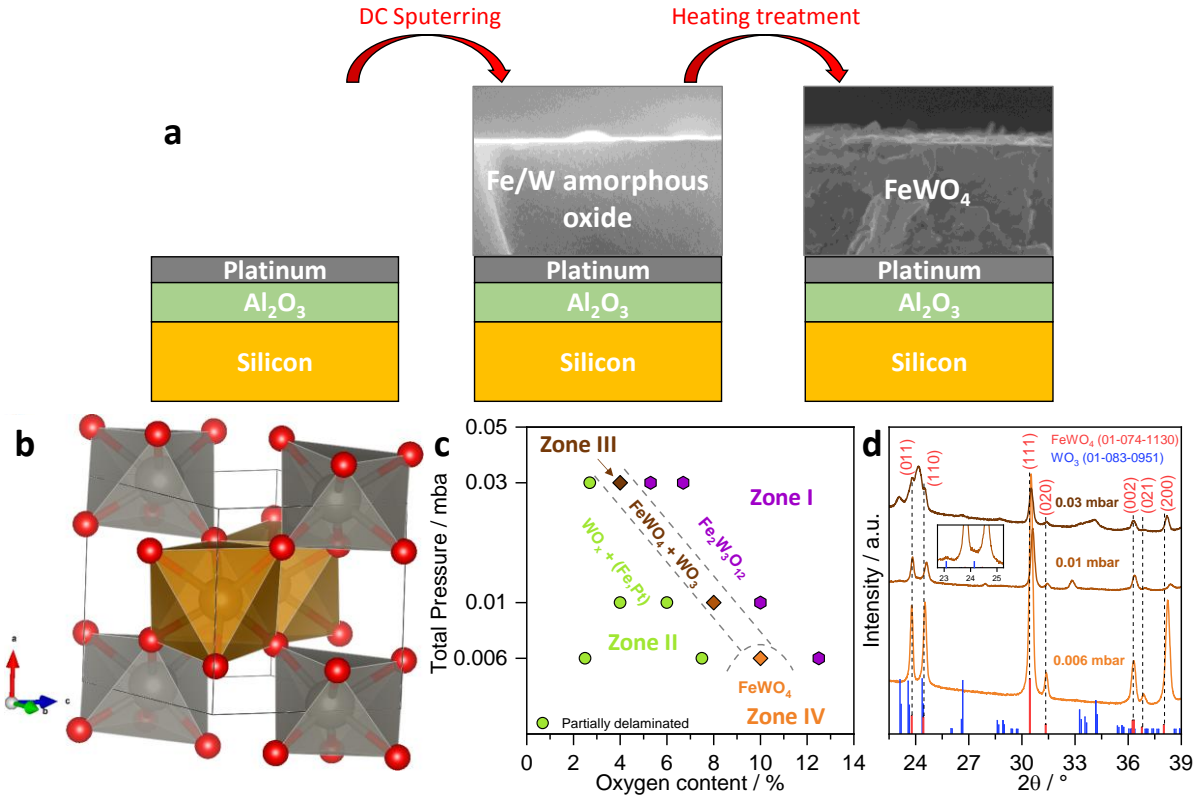 DC Sputerring
Heating treatment
a
Fe/W amorphous
oxide
FeWO₄
Platinum
Al₂O₃
Silicon
Platinum
Al₂O₃
Silicon
Platinum
Al₂O₃
Silicon
b
a
c
b
c
Total Pressure / mba
0.05
0.03
0.01
0.006
Zone III
Zone I
FeWO₄ + WO₃
Fe₂W₃O₁₂
WOₓ + (Fe,Pt)
Zone II
FeWO₄
Zone IV
Partially delaminated
0
2
4
6
8
10
12
14
Oxygen content / %
d
Intensity / a.u.
FeWO₄ (01-074-1130)
WO₃ (01-083-0951)
(011)
(110)
(111)
(020)
(002)
(021)
(200)
0.03 mbar
0.01 mbar
0.006 mbar
23
24
25
22.5
27
30
33
36
39
2θ / °